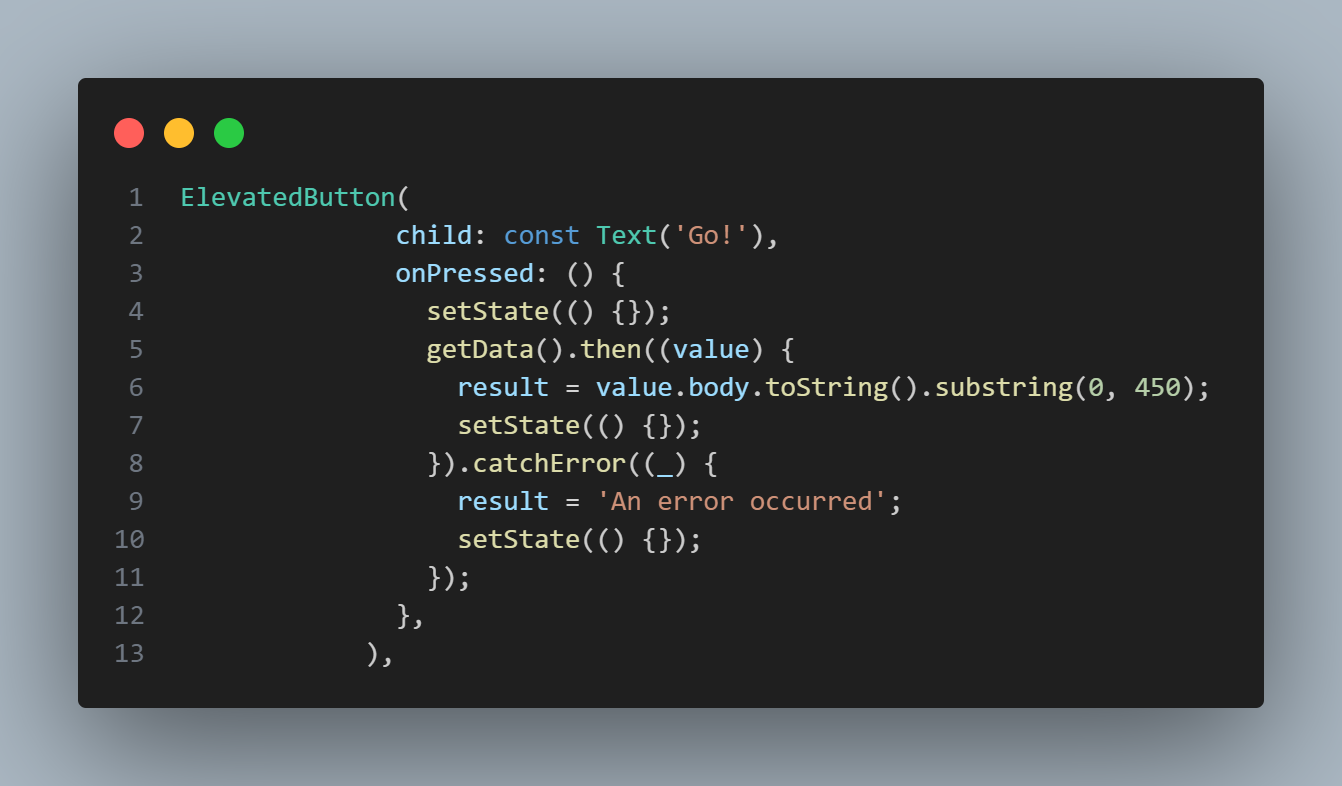 1 ElevatedButton(
2 child: const Text('Go!'),
3 onPressed: () {
4 setState(() {});
5 getData().then((value) {
6 result = value.body.toString().substring(0, 450);
7 setState(() {});
8 }).catchError((_) {
9 result = 'An error occurred';
10 setState(() {});
11 });
12 },
13 ),